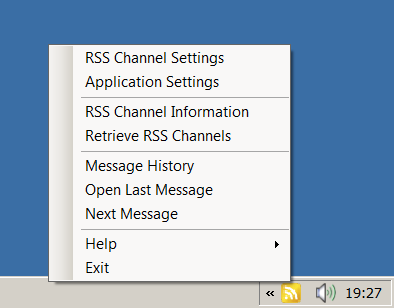 RSS Channel Settings
Application Settings
RSS Channel Information
Retrieve RSS Channels
Message History
Open Last Message
Next Message
Help
Exit
19:27